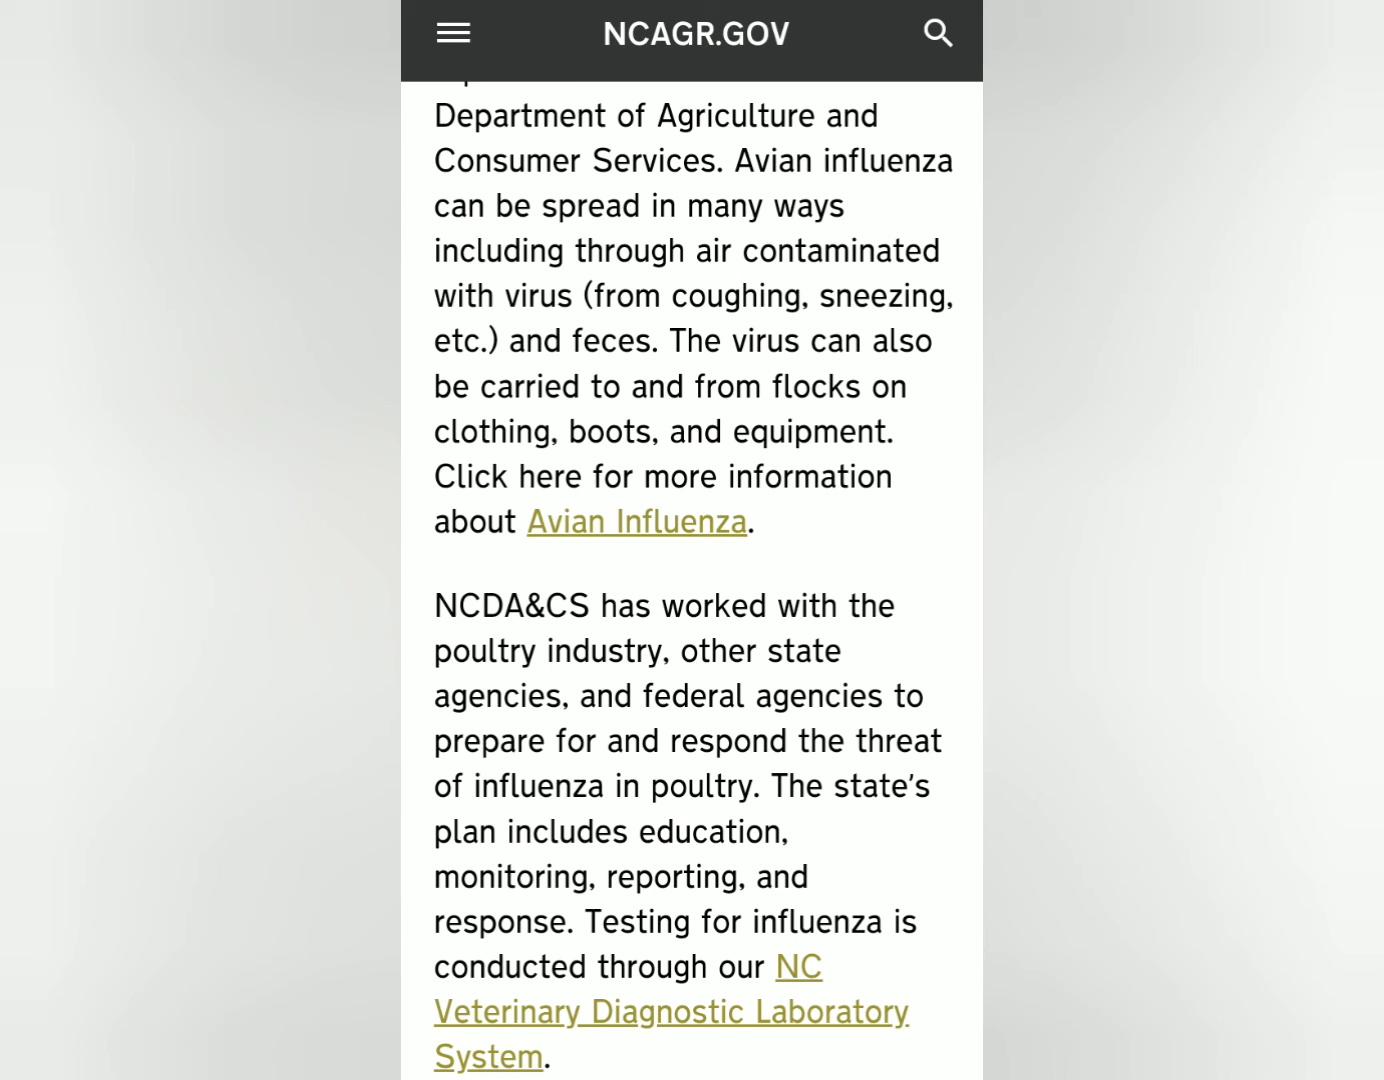 NCAGR.GOV
Department of Agriculture and
Consumer Services. Avian influenza
can be spread in many ways
including through air contaminated
with virus (from coughing, sneezing,
etc.) and feces. The virus can also
be carried to and from flocks on
clothing, boots, and equipment.
Click here for more information
about Avian Influenza.
NCDA&CS has worked with the
poultry industry, other state
agencies, and federal agencies to
prepare for and respond the threat
of influenza in poultry. The state's
plan includes education,
monitoring, reporting, and
response. Testing for influenza is
conducted through our NC
Veterinary Diagnostic Laboratory
System.